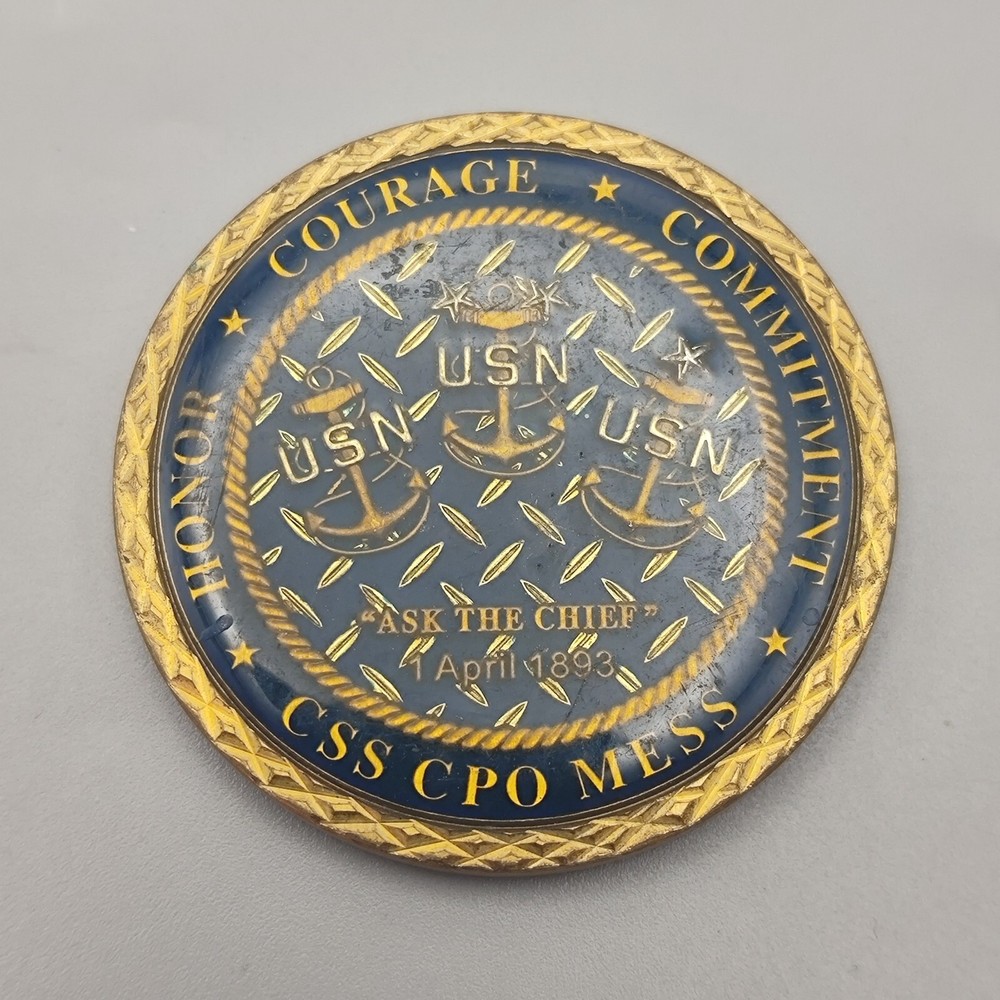 HONOR ★ COURAGE ★ COMMITMENT
USN
USN
USN
"ASK THE CHIEF"
1 April 1893
★ CSS CPO MESS ★